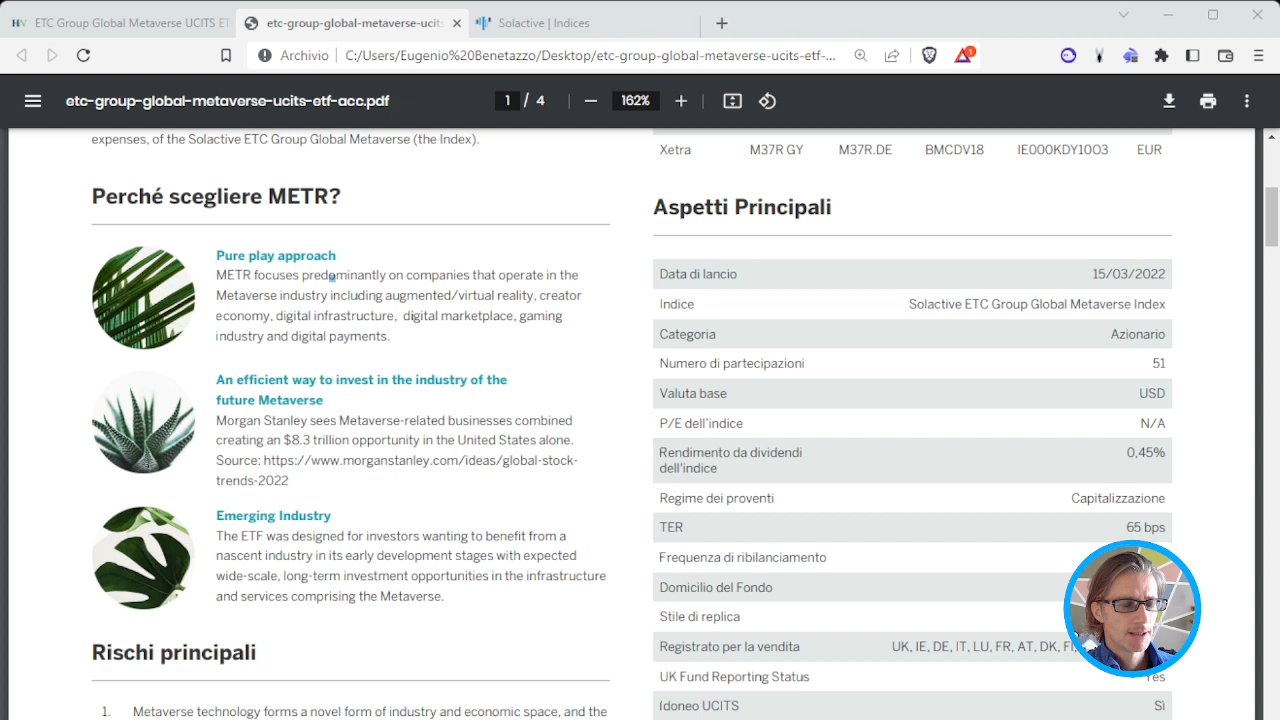 ETC Group Global Metaverse UCITS ET
etc-group-global-metaverse-ucits
Solactive | Indices
Archivio
C:/Users/Eugenio%20Benetazzo/Desktop/etc-group-global-metaverse-ucits-etf-...
1
etc-group-global-metaverse-ucits-etf-acc.pdf
1 / 4
162%
expenses, of the Solactive ETC Group Global Metaverse (the Index).
Perché scegliere METR?
Pure play approach
METR focuses predominantly on companies that operate in the
Metaverse industry including augmented/virtual reality, creator
economy, digital infrastructure, digital marketplace, gaming
industry and digital payments.
An efficient way to invest in the industry of the
future Metaverse
Morgan Stanley sees Metaverse-related businesses combined
creating an $8.3 trillion opportunity in the United States alone.
Source: https://www.morganstanley.com/ideas/global-stock-
trends-2022
Emerging Industry
The ETF was designed for investors wanting to benefit from a
nascent industry in its early development stages with expected
wide-scale, long-term investment opportunities in the infrastructure
and services comprising the Metaverse.
Rischi principali
1. Metaverse technology forms a novel form of industry and economic space, and the
Xetra M37R GY M37R.DE BMCDV18 IE000KDY10O3 EUR
Aspetti Principali
Data di lancio 15/03/2022
Indice Solactive ETC Group Global Metaverse Index
Categoria Azionario
Numero di partecipazioni 51
Valuta base USD
P/E dell'indice N/A
Rendimento da dividendi 0,45%
dell'indice
Regime dei proventi Capitalizzazione
TER 65 bps
Frequenza di ribilanciamento
Domicilio del Fondo
Stile di replica
Registrato per la vendita UK, IE, DE, IT, LU, FR, AT, DK, FI,
UK Fund Reporting Status Yes
Idoneo UCITS Sì